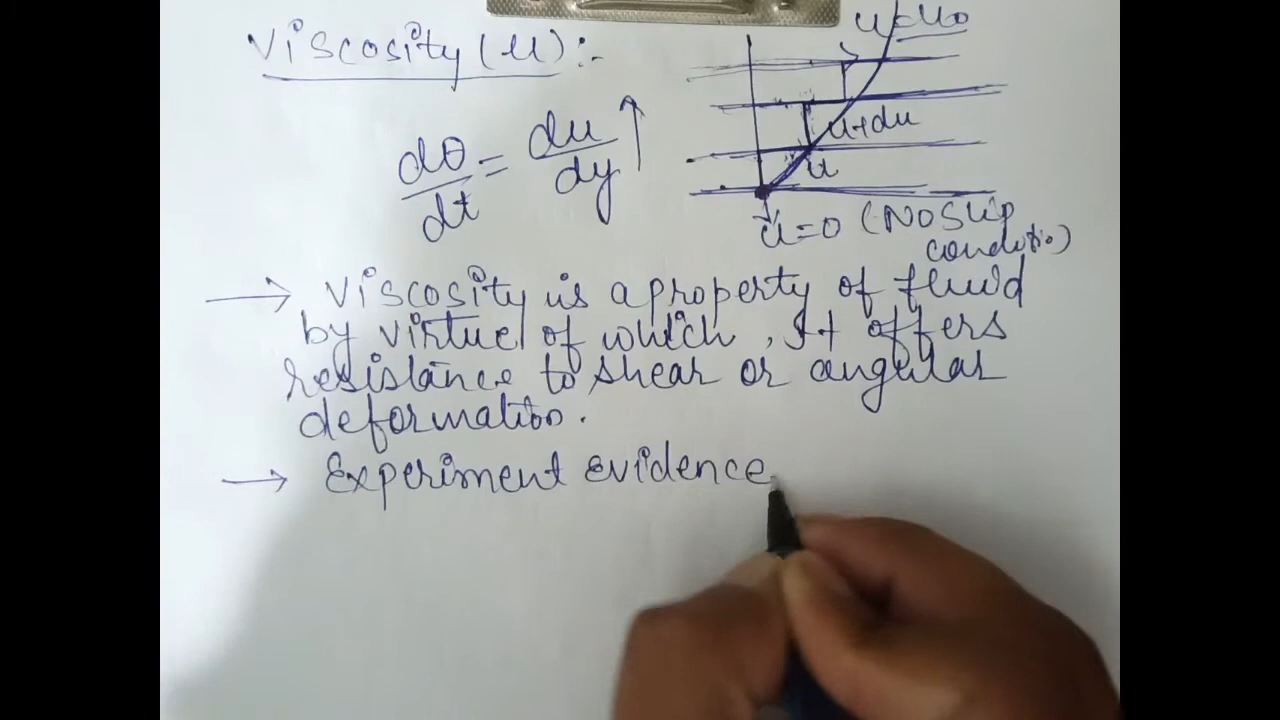 Viscosity (μ) :-
dθ/dt = du/dy ↑
u<u₀
u+du
u
u=0 (No slip
condition)
→ Viscosity is a property of fluid
by virtue of which, It offers
resistance to shear or angular
deformation.
→ Experiment evidence